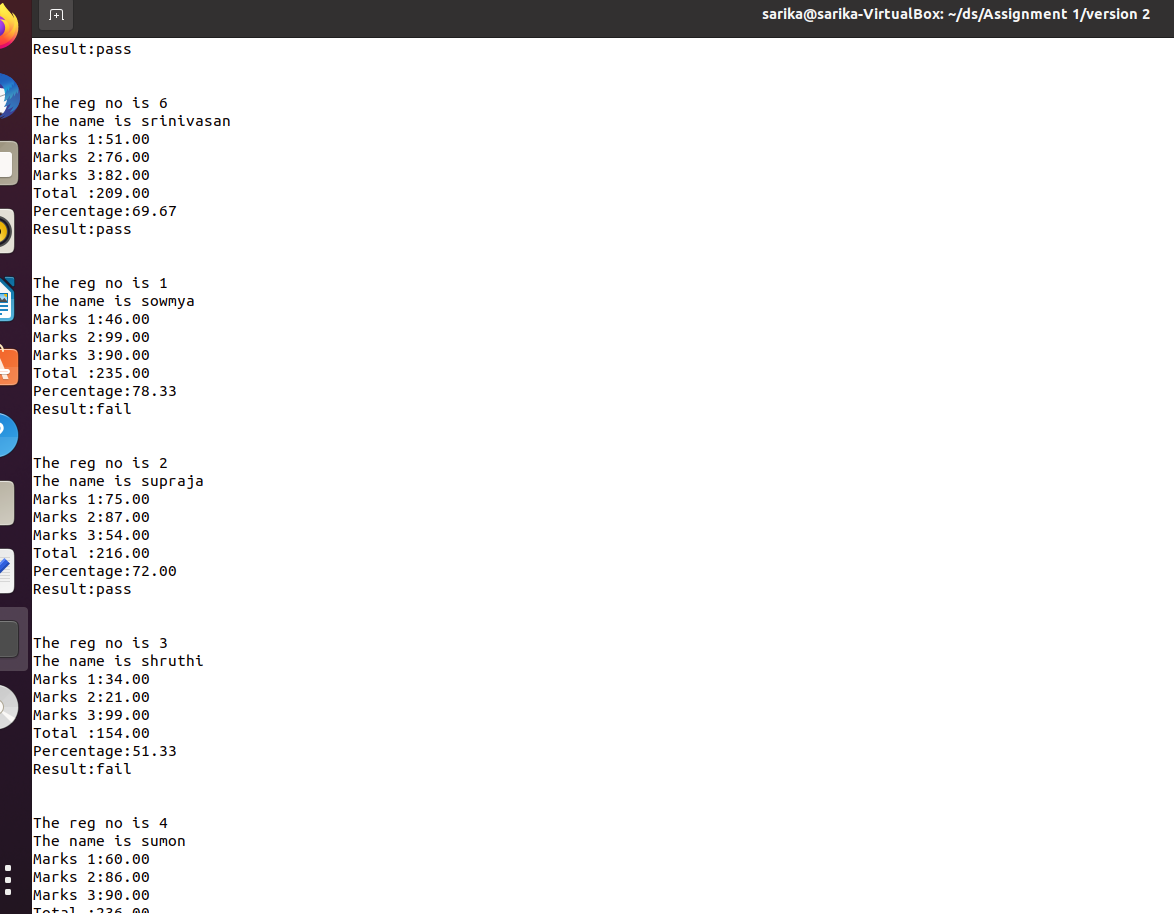 sarika@sarika-VirtualBox: ~/ds/Assignment 1/version 2
Result:pass
The reg no is 6
The name is srinivasan
Marks 1:51.00
Marks 2:76.00
Marks 3:82.00
Total :209.00
Percentage:69.67
Result:pass
The reg no is 1
The name is sowmya
Marks 1:46.00
Marks 2:99.00
Marks 3:90.00
Total :235.00
Percentage:78.33
Result:fail
The reg no is 2
The name is supraja
Marks 1:75.00
Marks 2:87.00
Marks 3:54.00
Total :216.00
Percentage:72.00
Result:pass
The reg no is 3
The name is shruthi
Marks 1:34.00
Marks 2:21.00
Marks 3:99.00
Total :154.00
Percentage:51.33
Result:fail
The reg no is 4
The name is sumon
Marks 1:60.00
Marks 2:86.00
Marks 3:90.00
Total :236.00